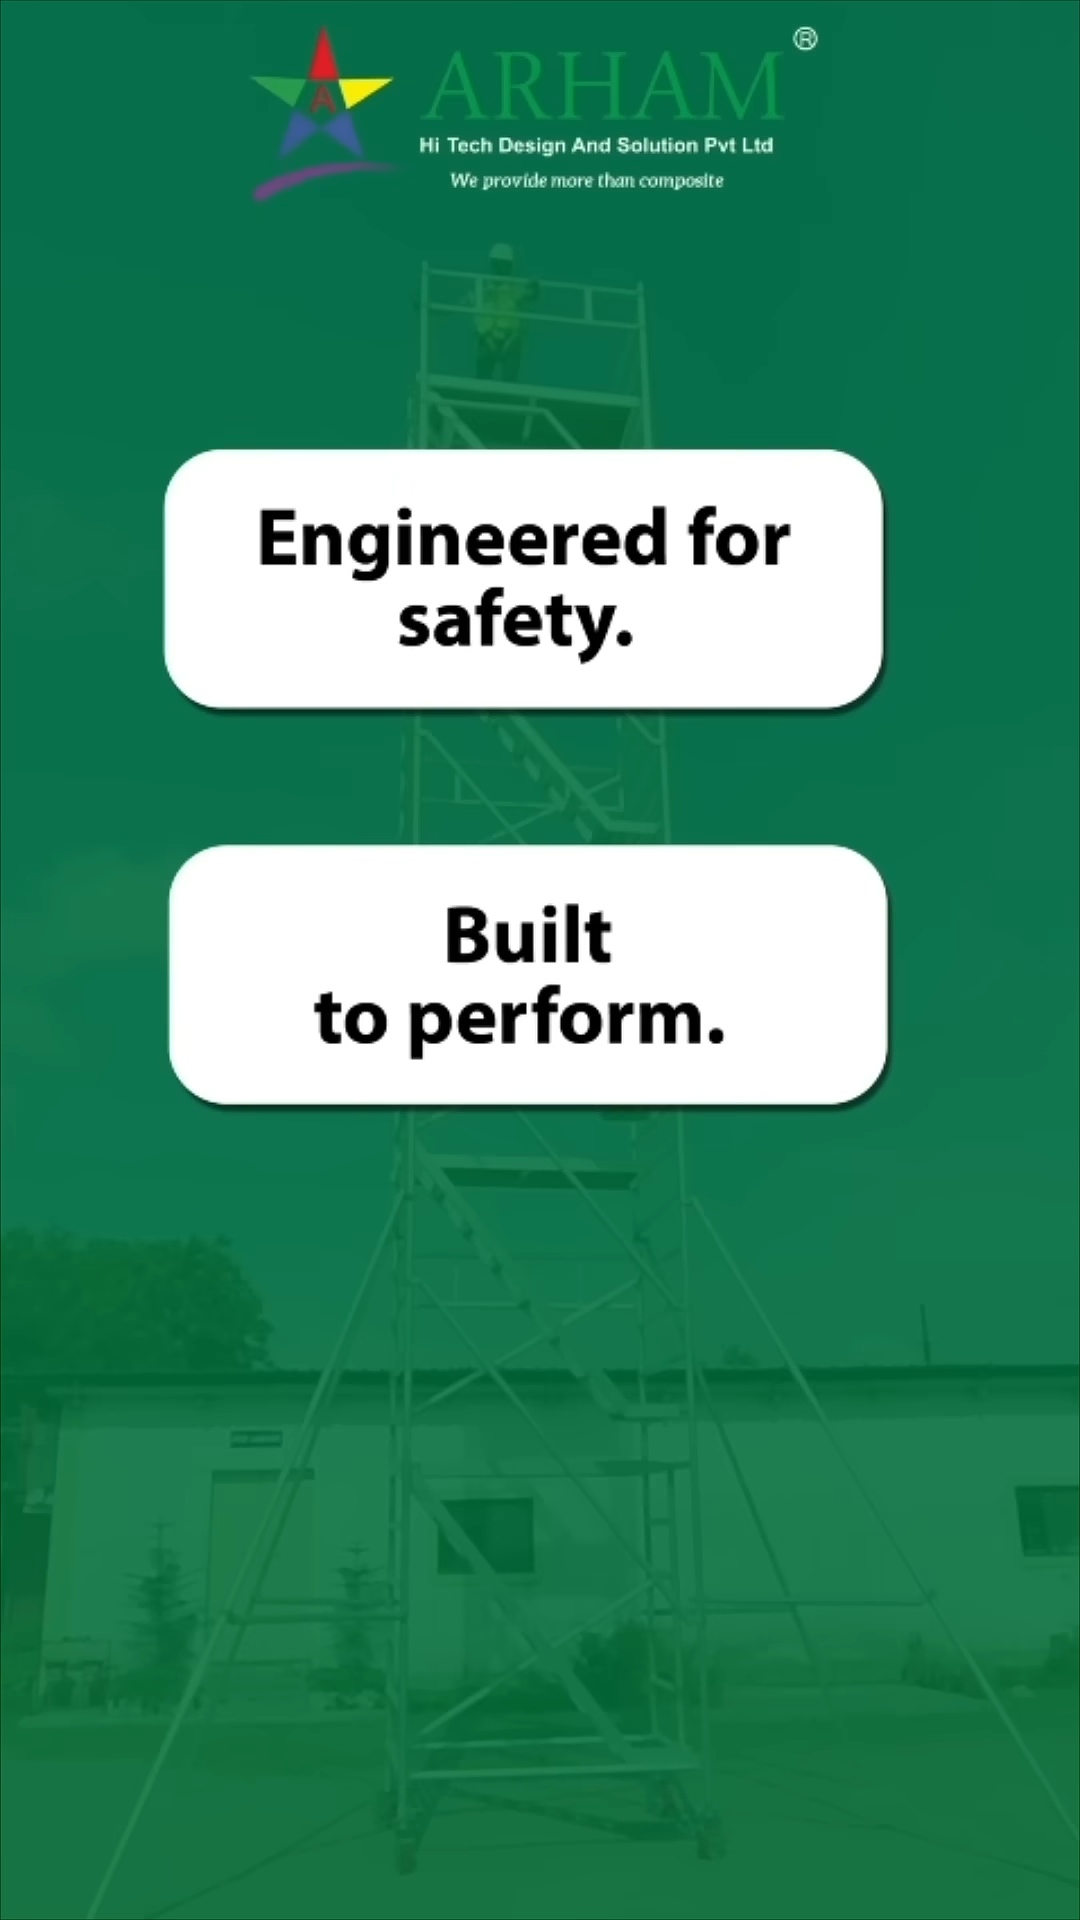 A
ARHAM
®
Hi Tech Design And Solution Pvt Ltd
We provide more than composite
Engineered for
safety.
Built
to perform.